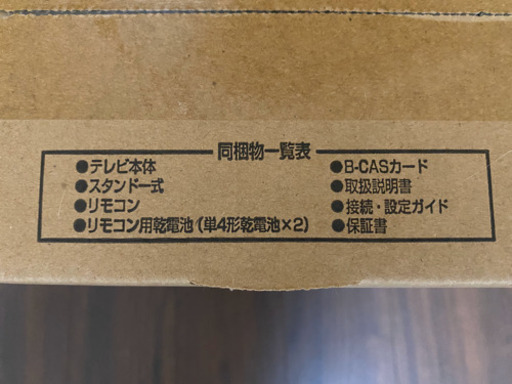 同梱物一覧表
●テレビ本体
●スタンド一式
●リモコン
●リモコン用乾電池(単4形乾電池×2)
●B-CASカード
●取扱説明書
●接続・設定ガイド
●保証書